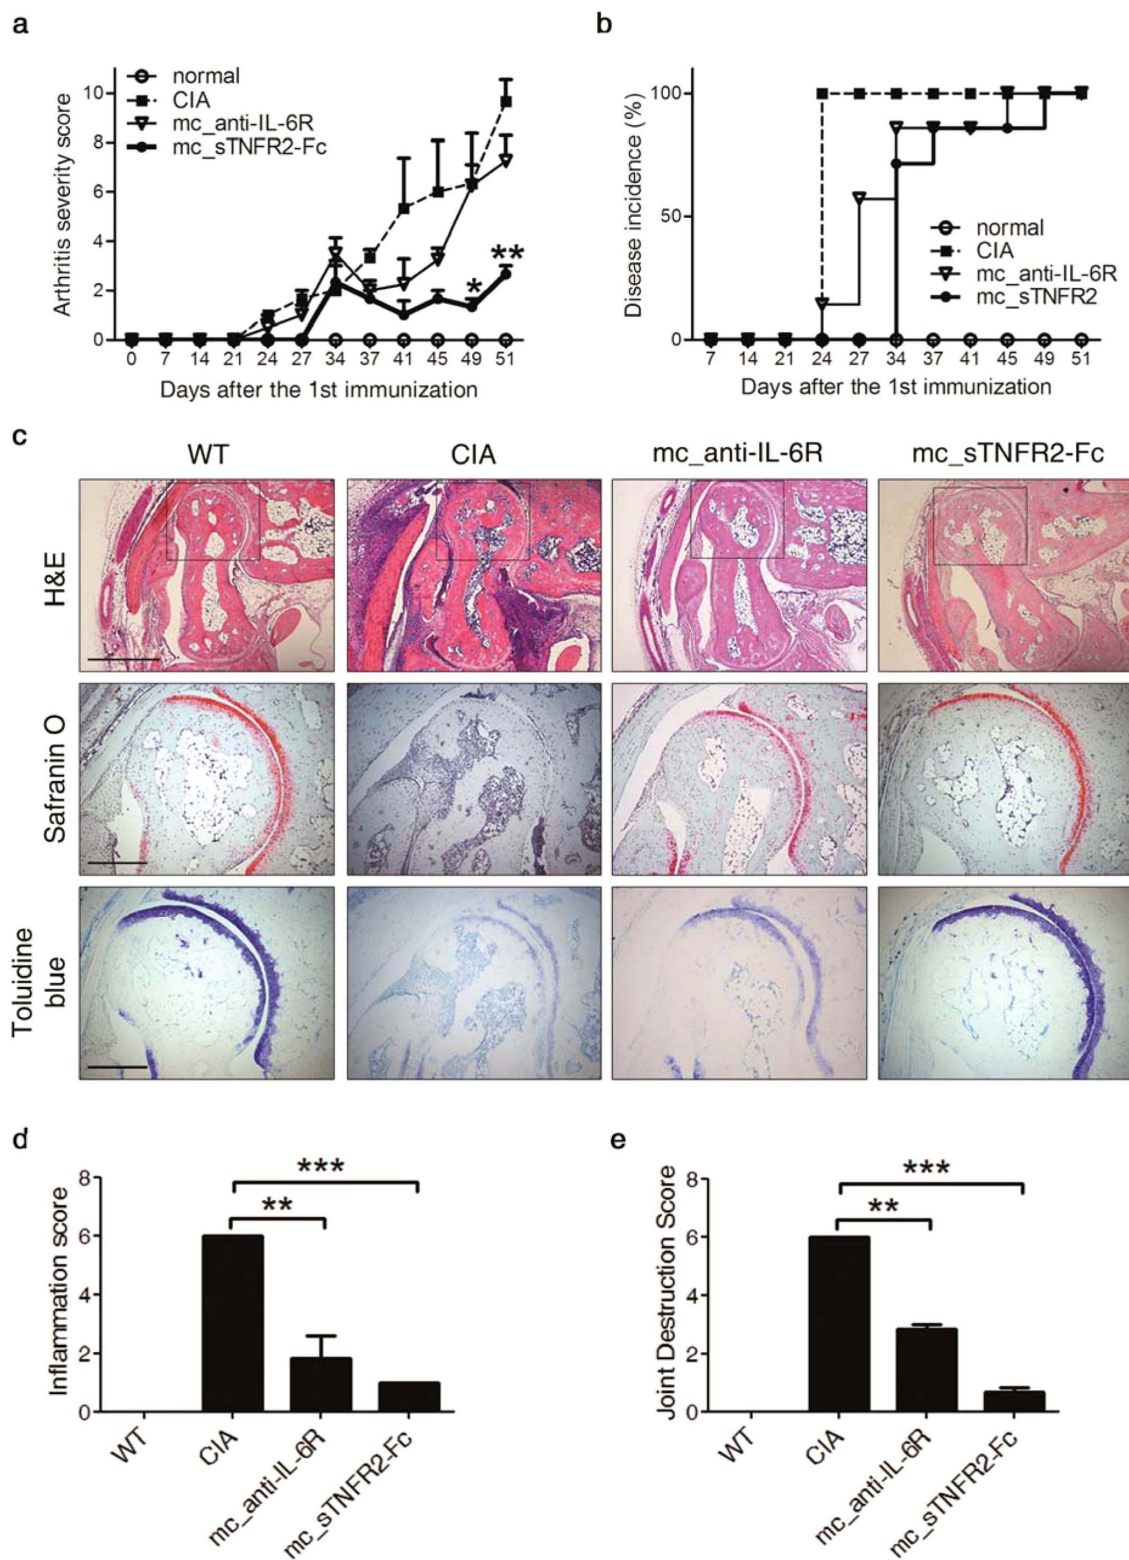 a
normal
CIA
mc_anti-IL-6R
mc_sTNFR2-Fc
Arthritis severity score
10
8
6
4
2
0
*
**
0 7 14 21 24 27 34 37 41 45 49 51
Days after the 1st immunization
b
Disease incidence (%)
100
50
0
normal
CIA
mc_anti-IL-6R
mc_sTNFR2
7 14 21 24 27 34 37 41 45 49 51
Days after the 1st immunization
c
WT CIA mc_anti-IL-6R mc_sTNFR2-Fc
H&E
Safranin O
Toluidine
blue
d
Inflammation score
8
6
4
2
0
***
**
WT
CIA
mc_anti-IL-6R
mc_sTNFR2-Fc
e
Joint Destruction Score
8
6
4
2
0
***
**
WT
CIA
mc_anti-IL-6R
mc_sTNFR2-Fc